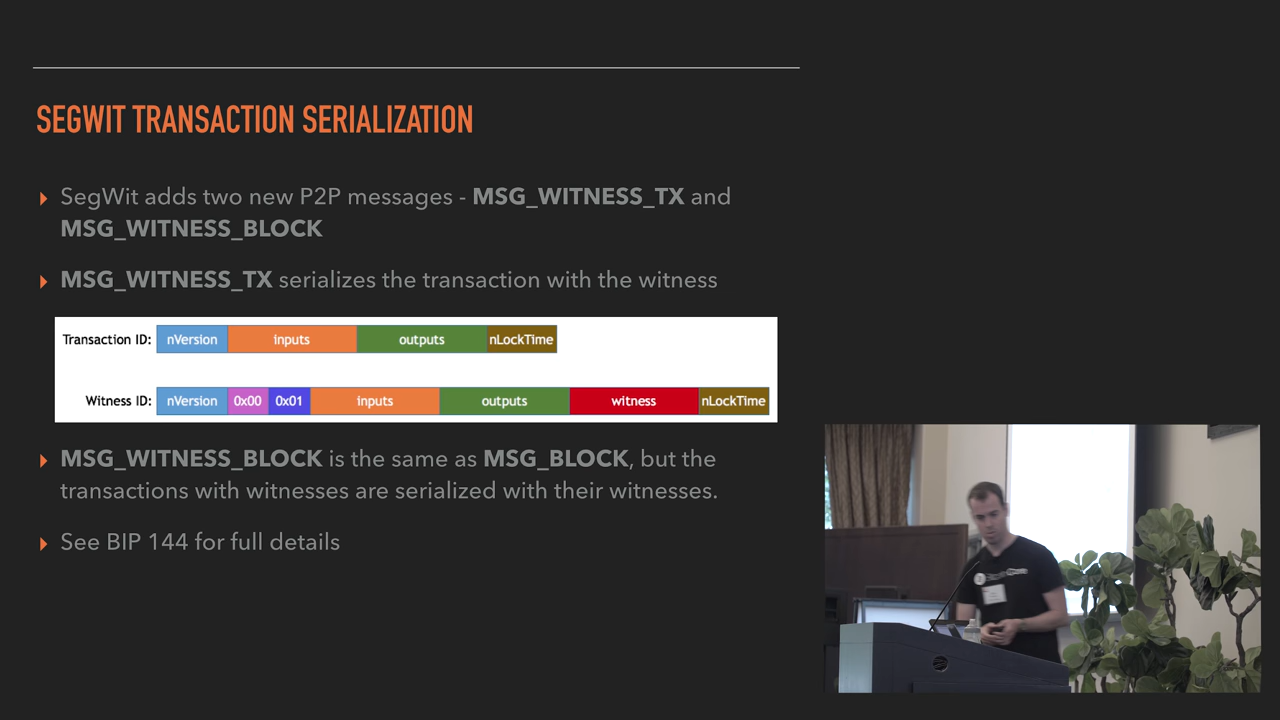 SEGWIT TRANSACTION SERIALIZATION
SegWit adds two new P2P messages - MSG_WITNESS_TX and
MSG_WITNESS_BLOCK
MSG_WITNESS_TX serializes the transaction with the witness
Transaction ID: nVersion inputs outputs nLockTime
Witness ID: nVersion 0x00 0x01 inputs outputs witness nLockTime
MSG_WITNESS_BLOCK is the same as MSG_BLOCK, but the
transactions with witnesses are serialized with their witnesses.
See BIP 144 for full details